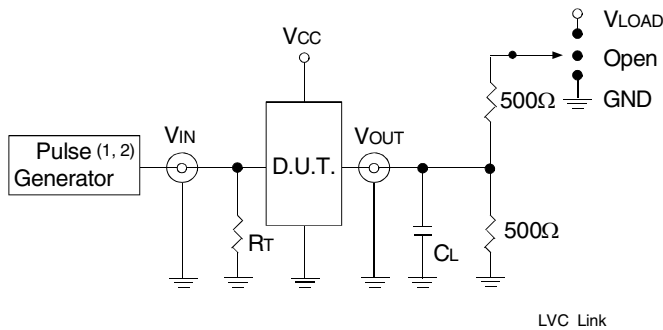 VLOAD
VCC
Open
500Ω
GND
VIN
VOUT
Pulse (1, 2)
Generator
D.U.T.
RT
CL
500Ω
LVC Link